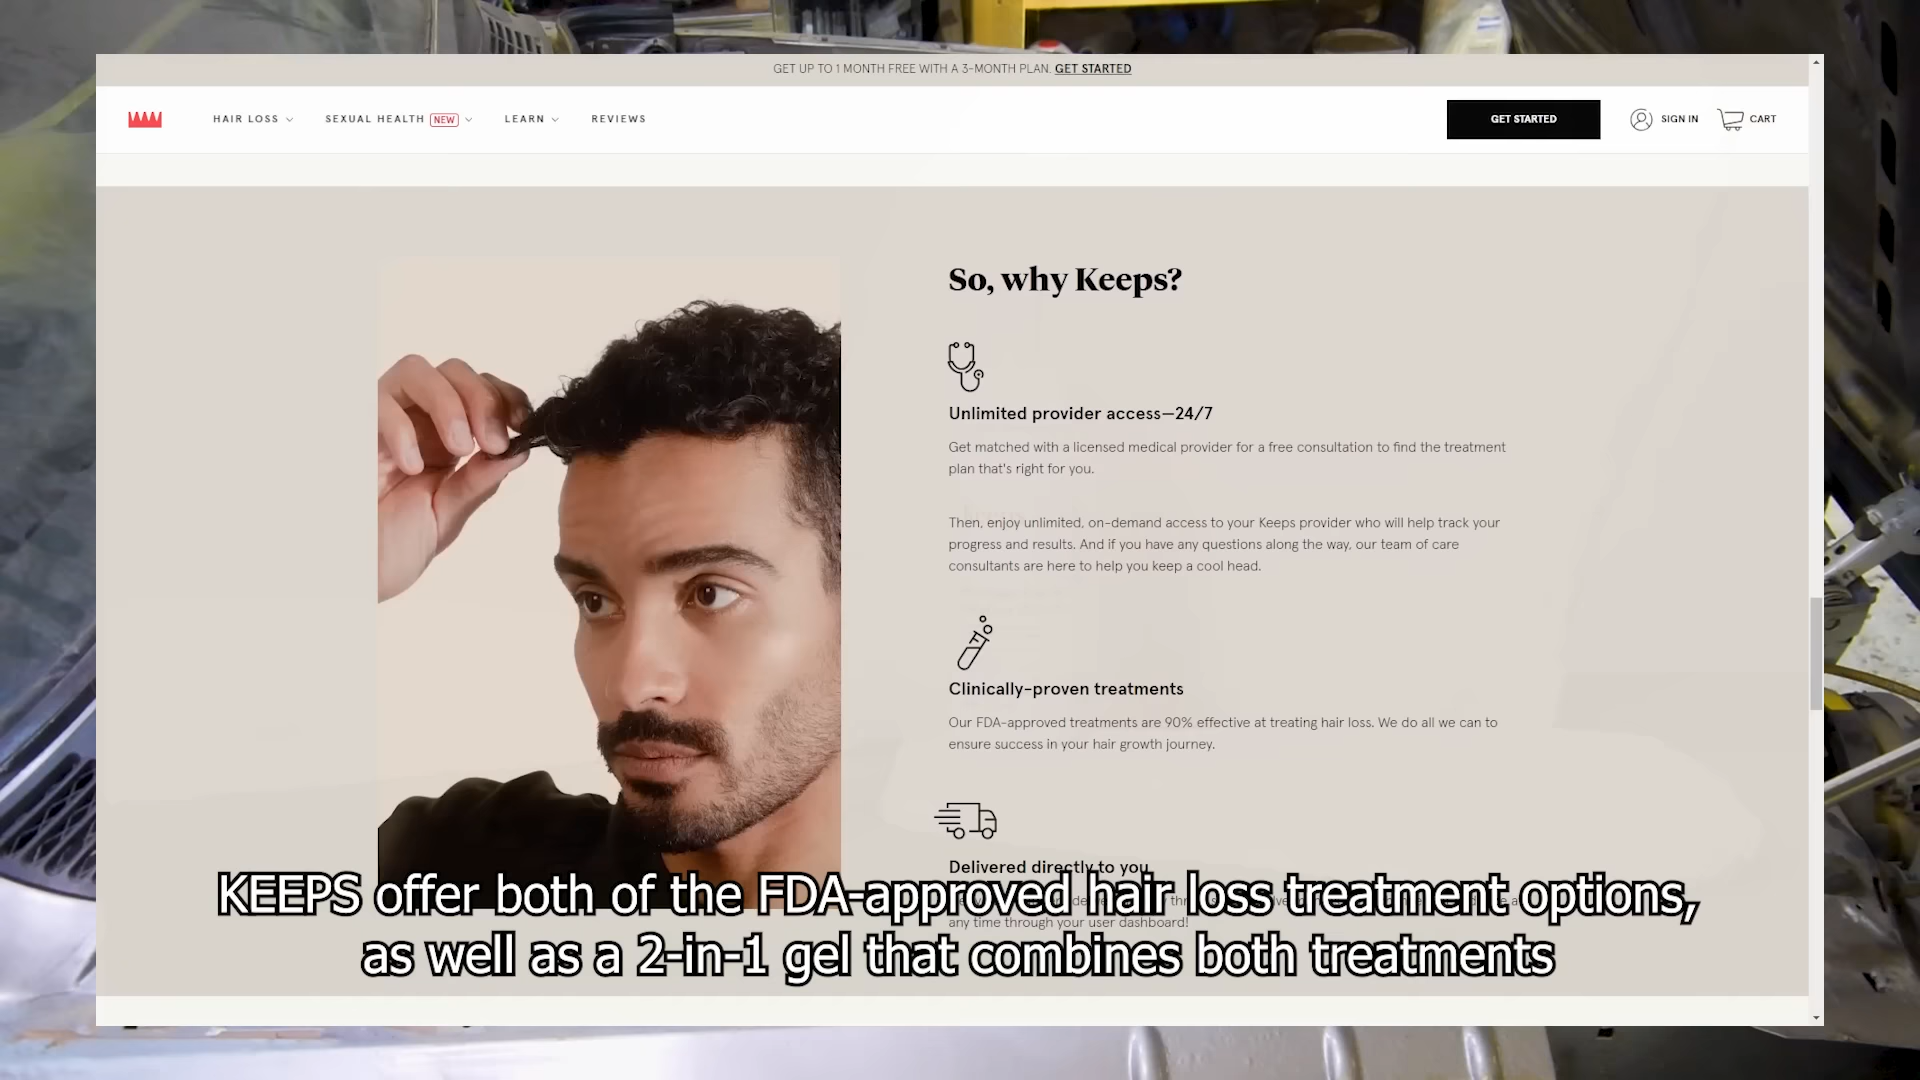 GET UP TO 1 MONTH FREE WITH A 3-MONTH PLAN. GET STARTED
HAIR LOSS
SEXUAL HEALTH NEW
LEARN
REVIEWS
GET STARTED
SIGN IN
CART
So, why Keeps?
Unlimited provider access—24/7
Get matched with a licensed medical provider for a free consultation to find the treatment
plan that's right for you.
Then, enjoy unlimited, on-demand access to your Keeps provider who will help track your
progress and results. And if you have any questions along the way, our team of care
consultants are here to help you keep a cool head.
Clinically-proven treatments
Our FDA-approved treatments are 90% effective at treating hair loss. We do all we can to
ensure success in your hair growth journey.
Delivered directly to you
any time through your user dashboard!
KEEPS offer both of the FDA-approved hair loss treatment options,
as well as a 2-in-1 gel that combines both treatments